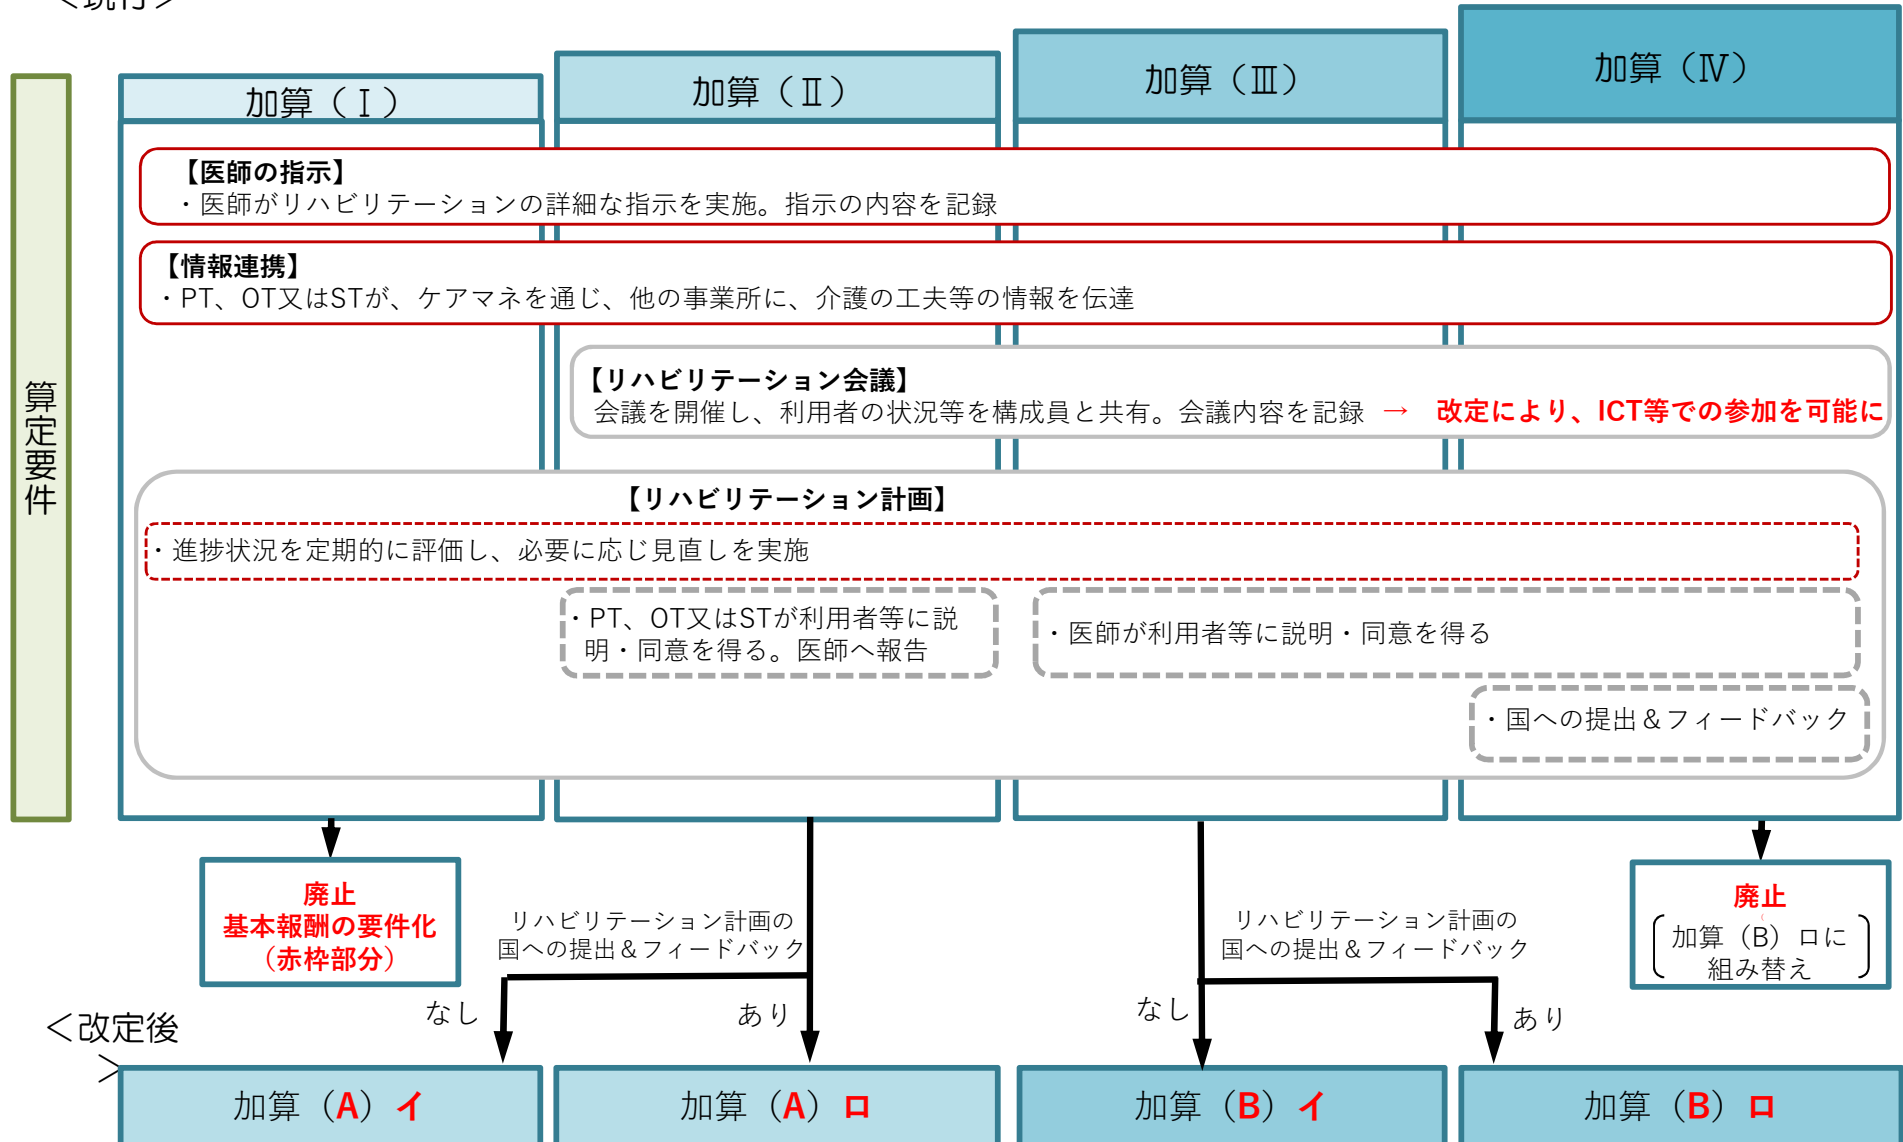 ＜現行＞
加算（Ⅰ）
加算（Ⅱ）
加算（Ⅲ）
加算（Ⅳ）
算定要件
【医師の指示】
・医師がリハビリテーションの詳細な指示を実施。指示の内容を記録
【情報連携】
・PT、OT又はSTが、ケアマネを通じ、他の事業所に、介護の工夫等の情報を伝達
【リハビリテーション会議】
会議を開催し、利用者の状況等を構成員と共有。会議内容を記録 → 改定により、ICT等での参加を可能に
【リハビリテーション計画】
・進捗状況を定期的に評価し、必要に応じ見直しを実施
・PT、OT又はSTが利用者等に説
明・同意を得る。医師へ報告
・医師が利用者等に説明・同意を得る
・国への提出＆フィードバック
廃止
基本報酬の要件化
（赤枠部分）
リハビリテーション計画の
国への提出＆フィードバック
なし
あり
リハビリテーション計画の
国への提出＆フィードバック
なし
あり
廃止
加算（B）ロに
組み替え
＜改定後
＞
加算（A）イ
加算（A）ロ
加算（B）イ
加算（B）ロ